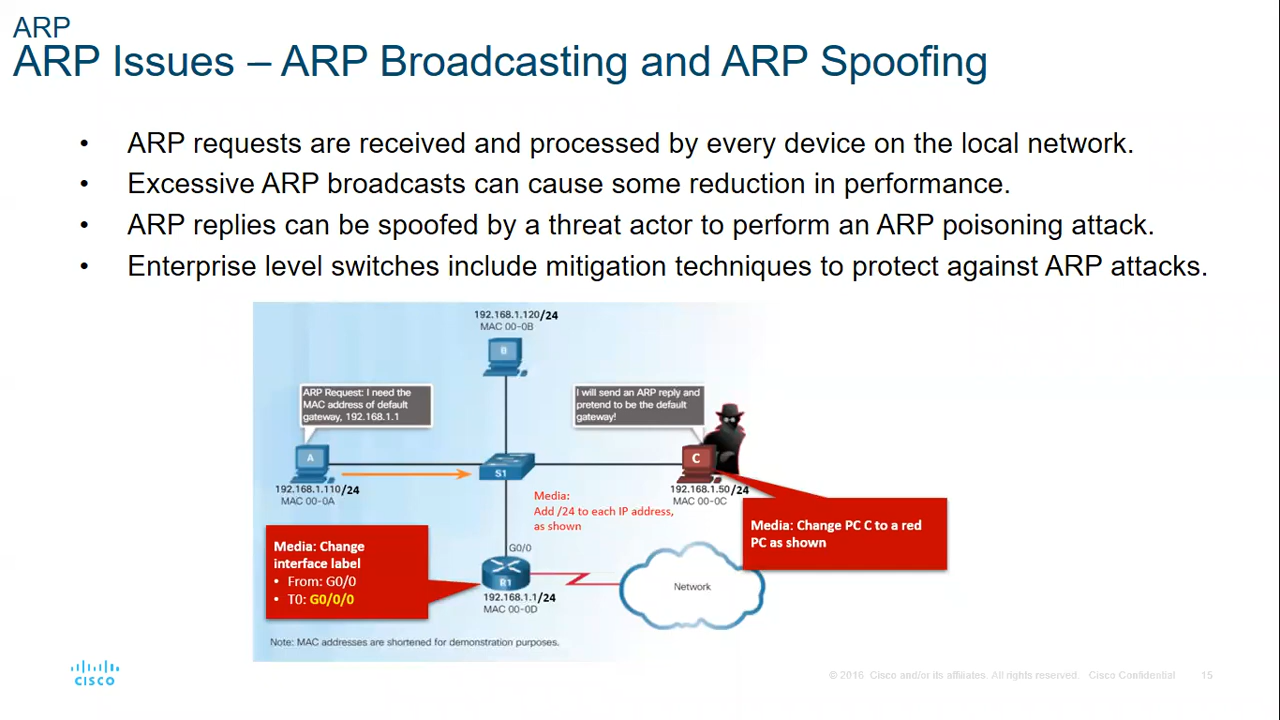 ARP
ARP Issues – ARP Broadcasting and ARP Spoofing
• ARP requests are received and processed by every device on the local network.
• Excessive ARP broadcasts can cause some reduction in performance.
• ARP replies can be spoofed by a threat actor to perform an ARP poisoning attack.
• Enterprise level switches include mitigation techniques to protect against ARP attacks.
192.168.1.120/24
MAC 00-0B
B
ARP Request: I need the
MAC address of default
gateway, 192.168.1.1
I will send an ARP reply and
pretend to be the default
gateway!
A
S1
C
192.168.1.110/24
MAC 00-0A
192.168.1.50/24
MAC 00-0C
Media:
Add /24 to each IP address,
as shown
Media: Change PC C to a red
PC as shown
Media: Change
interface label
• From: G0/0
• T0: G0/0/0
G0/0
R1
192.168.1.1/24
MAC 00-0D
Network
Note: MAC addresses are shortened for demonstration purposes.
CISCO
© 2016 Cisco and/or its affiliates. All rights reserved. Cisco Confidential
15